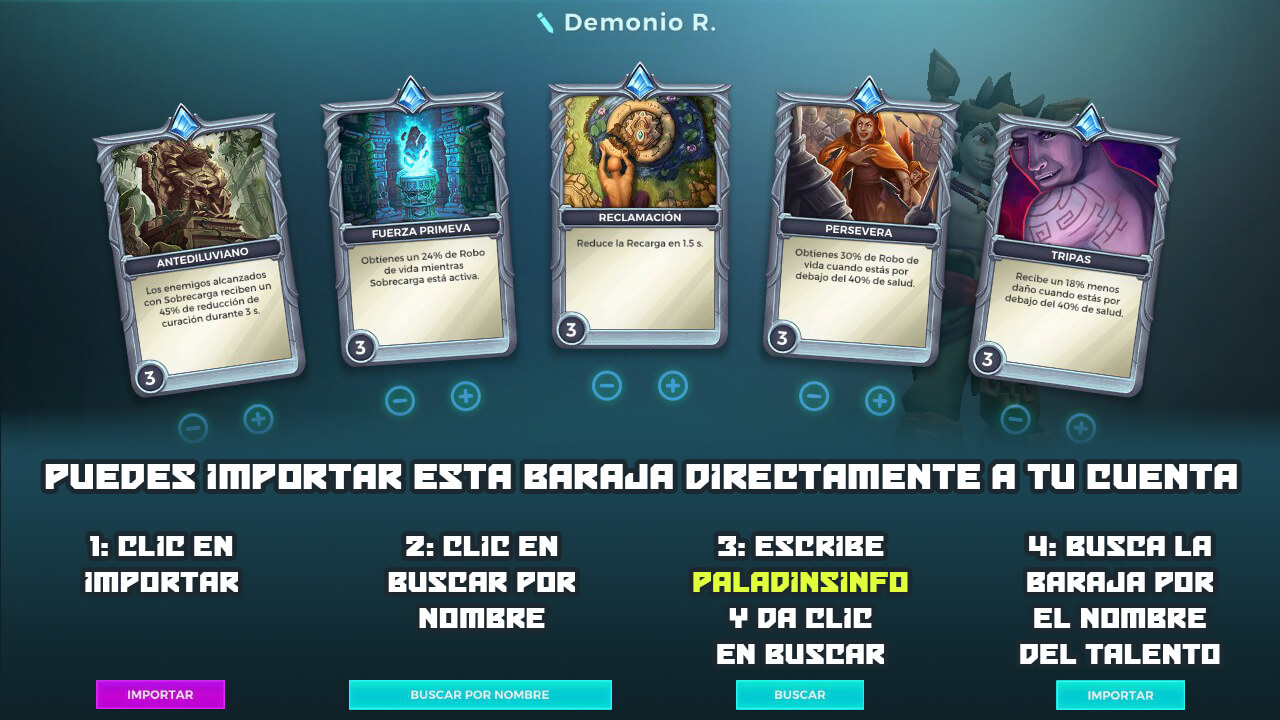 Demonio R.
ANTEDILUVIANO
Los enemigos alcanzados
con Sobrecarga reciben un
45% de reducción de
curación durante 3 s.
3
FUERZA PRIMEVA
Obtienes un 24% de Robo
de vida mientras
Sobrecarga está activa.
3
RECLAMACIÓN
Reduce la Recarga en 1.5 s.
3
PERSEVERA
Obtienes 30% de Robo de
vida cuando estás por
debajo del 40% de salud.
3
TRIPAS
Recibe un 18% menos
daño cuando estás por
debajo del 40% de salud.
3
PUEDES IMPORTAR ESTA BARAJA DIRECTAMENTE A TU CUENTA
1: CLIC EN
IMPORTAR
IMPORTAR
2: CLIC EN
BUSCAR POR
NOMBRE
BUSCAR POR NOMBRE
3: ESCRIBE
PALADINSINFO
Y DA CLIC
EN BUSCAR
BUSCAR
4: BUSCA LA
BARAJA POR
EL NOMBRE
DEL TALENTO
IMPORTAR